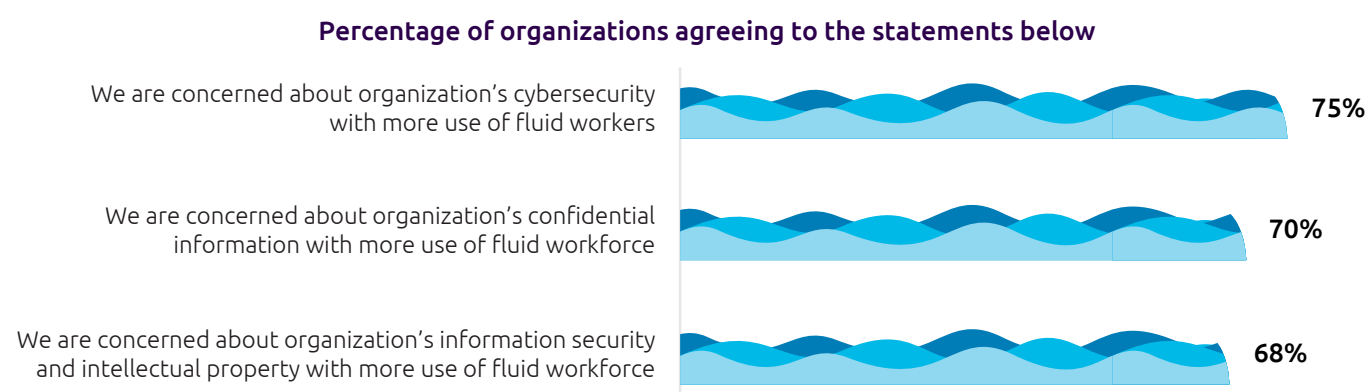 Percentage of organizations agreeing to the statements below
We are concerned about organization’s cybersecurity
with more use of fluid workers
75%
We are concerned about organization’s confidential
information with more use of fluid workforce
70%
We are concerned about organization’s information security
and intellectual property with more use of fluid workforce
68%